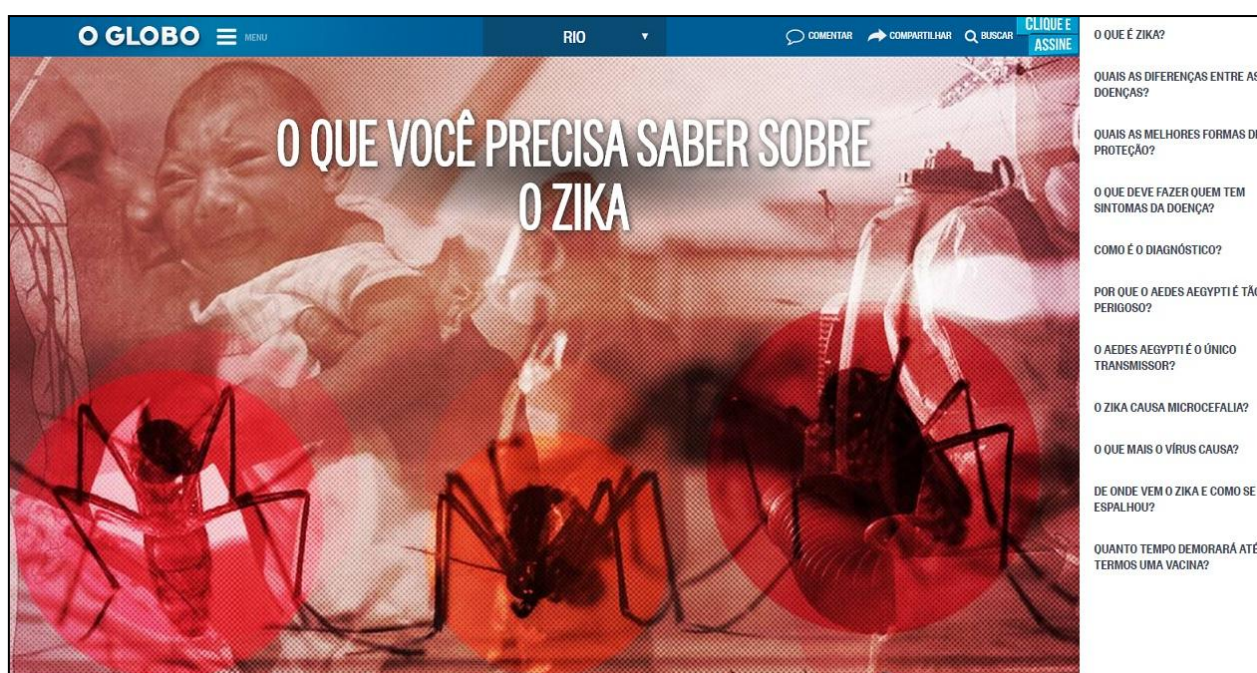 O GLOBO MENU RIO COMENTAR COMPARTILHAR BUSCAR CLIQUE E
ASSINE
O QUE VOCÊ PRECISA SABER SOBRE
O ZIKA
O QUE É ZIKA?
QUAIS AS DIFERENÇAS ENTRE AS
DOENÇAS?
QUAIS AS MELHORES FORMAS DE
PROTEÇÃO?
O QUE DEVE FAZER QUEM TEM
SINTOMAS DA DOENÇA?
COMO É O DIAGNÓSTICO?
POR QUE O AEDES AEGYPTI É TÃO
PERIGOSO?
O AEDES AEGYPTI É O ÚNICO
TRANSMISSOR?
O ZIKA CAUSA MICROCEFALIA?
O QUE MAIS O VÍRUS CAUSA?
DE ONDE VEM O ZIKA E COMO SE
ESPALHOU?
QUANTO TEMPO DEMORARÁ ATÉ
TERMOS UMA VACINA?